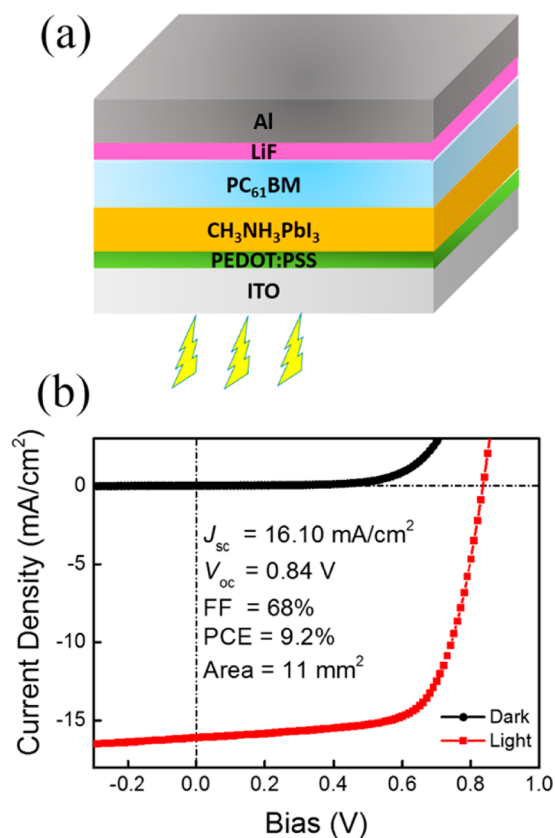 (a)
Al
LiF
PC₆₁BM
CH₃NH₃PbI₃
PEDOT:PSS
ITO
(b)
Current Density (mA/cm²)
0
-5
-10
-15
J_sc = 16.10 mA/cm²
V_oc = 0.84 V
FF = 68%
PCE = 9.2%
Area = 11 mm²
Dark
Light
-0.2 0.0 0.2 0.4 0.6 0.8 1.0
Bias (V)